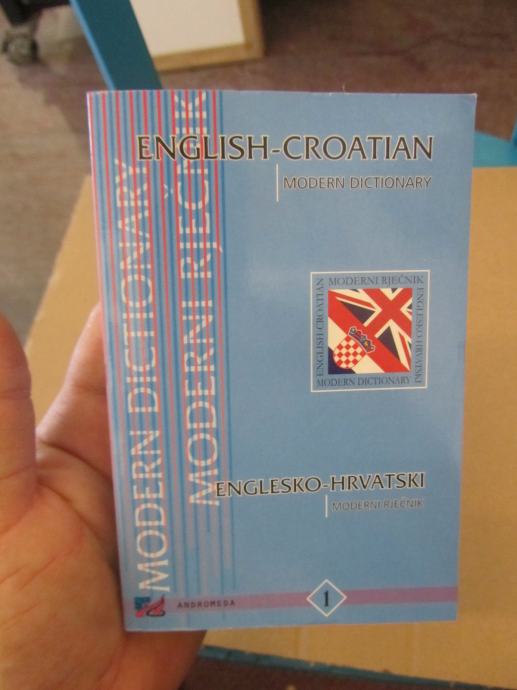 ENGLISH-CROATIAN
MODERN DICTIONARY
MODERN DICTIONARY
MODERNI RJEČNIK
MODERNI RJEČNIK
ENGLISH-CROATIAN
ENGLESKO-HRVATSKI
MODERN DICTIONARY
ENGLESKO-HRVATSKI
MODERNI RJEČNIK
ANDROMEDA
1